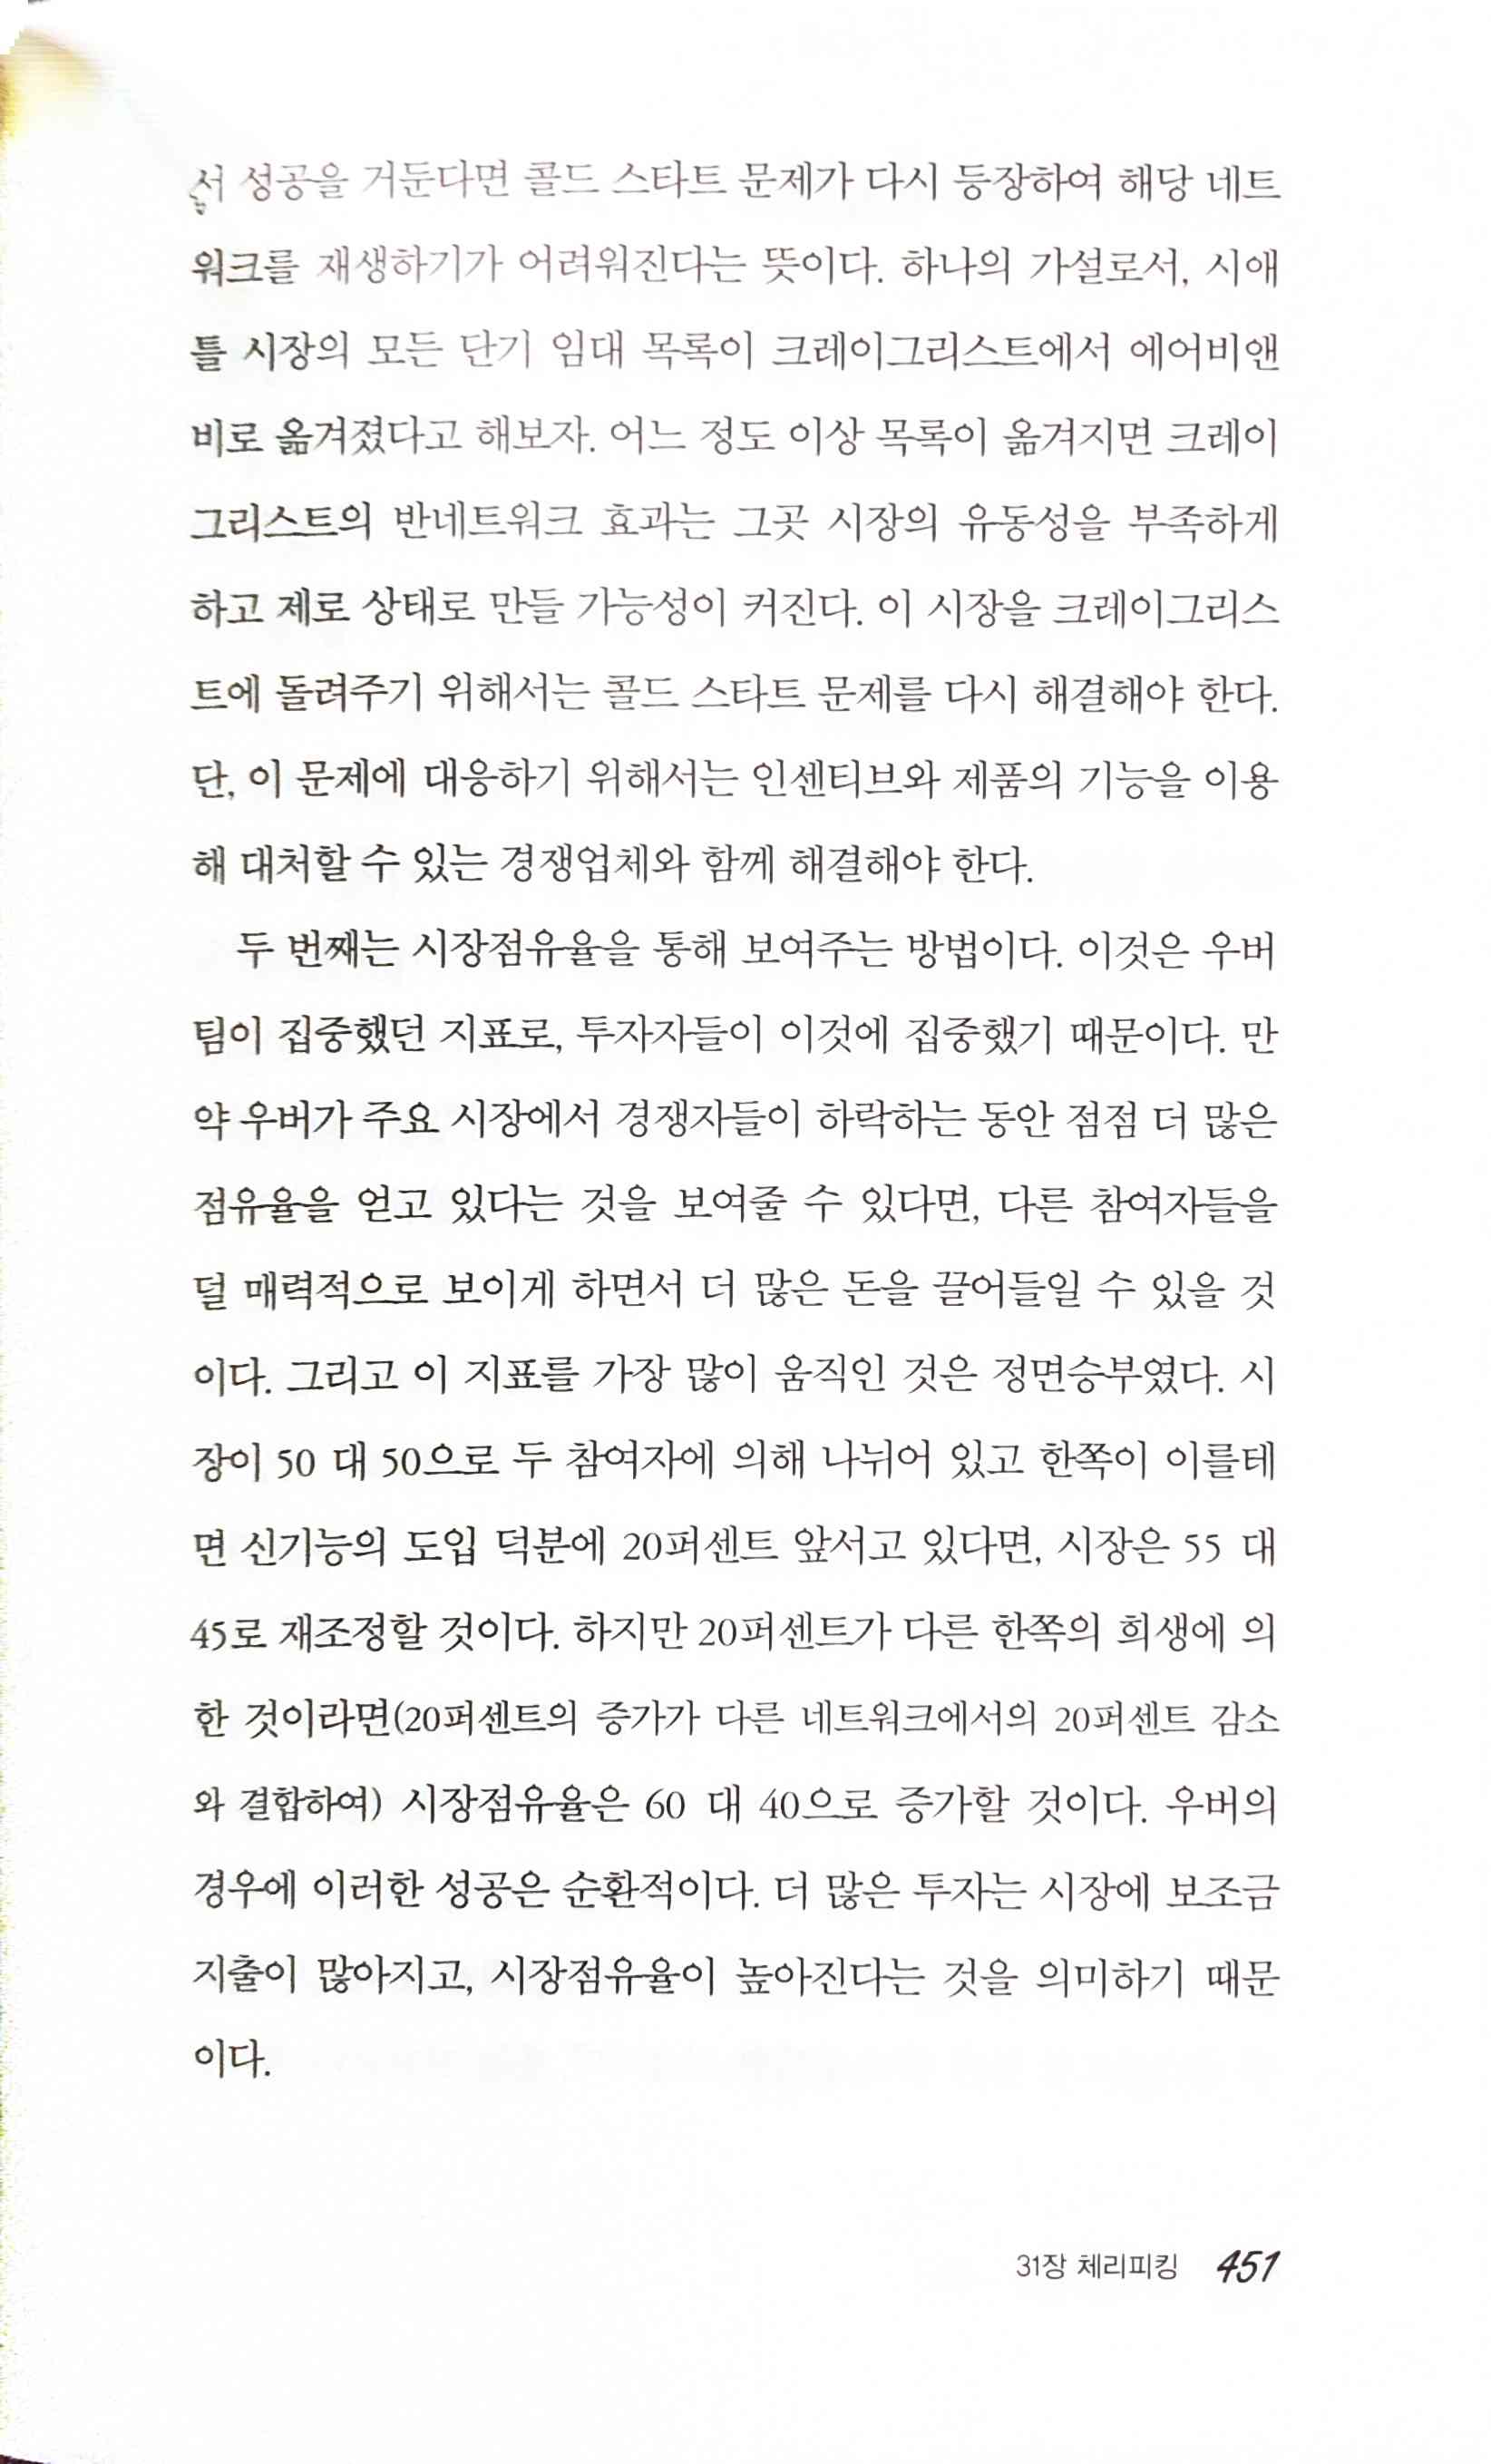 서 성공을 거둔다면 콜드 스타트 문제가 다시 등장하여 해당 네트
워크를 재생하기가 어려워진다는 뜻이다. 하나의 가설로서, 시애
틀 시장의 모든 단기 임대 목록이 크레이그리스트에서 에어비앤
비로 옮겨졌다고 해보자. 어느 정도 이상 목록이 옮겨지면 크레이
그리스트의 반네트워크 효과는 그곳 시장의 유동성을 부족하게
하고 제로 상태로 만들 가능성이 커진다. 이 시장을 크레이그리스
트에 돌려주기 위해서는 콜드 스타트 문제를 다시 해결해야 한다.
단, 이 문제에 대응하기 위해서는 인센티브와 제품의 기능을 이용
해 대처할 수 있는 경쟁업체와 함께 해결해야 한다.
두 번째는 시장점유율을 통해 보여주는 방법이다. 이것은 우버
팀이 집중했던 지표로, 투자자들이 이것에 집중했기 때문이다. 만
약 우버가 주요 시장에서 경쟁자들이 하락하는 동안 점점 더 많은
점유율을 얻고 있다는 것을 보여줄 수 있다면, 다른 참여자들을
덜 매력적으로 보이게 하면서 더 많은 돈을 끌어들일 수 있을 것
이다. 그리고 이 지표를 가장 많이 움직인 것은 정면승부였다. 시
장이 50 대 50으로 두 참여자에 의해 나뉘어 있고 한쪽이 이를테
면 신기능의 도입 덕분에 20퍼센트 앞서고 있다면, 시장은 55 대
45로 재조정할 것이다. 하지만 20퍼센트가 다른 한쪽의 희생에 의
한 것이라면(20퍼센트의 증가가 다른 네트워크에서의 20퍼센트 감소
와 결합하여) 시장점유율은 60 대 40으로 증가할 것이다. 우버의
경우에 이러한 성공은 순환적이다. 더 많은 투자는 시장에 보조금
지출이 많아지고, 시장점유율이 높아진다는 것을 의미하기 때문
이다.
31장 체리피킹 451